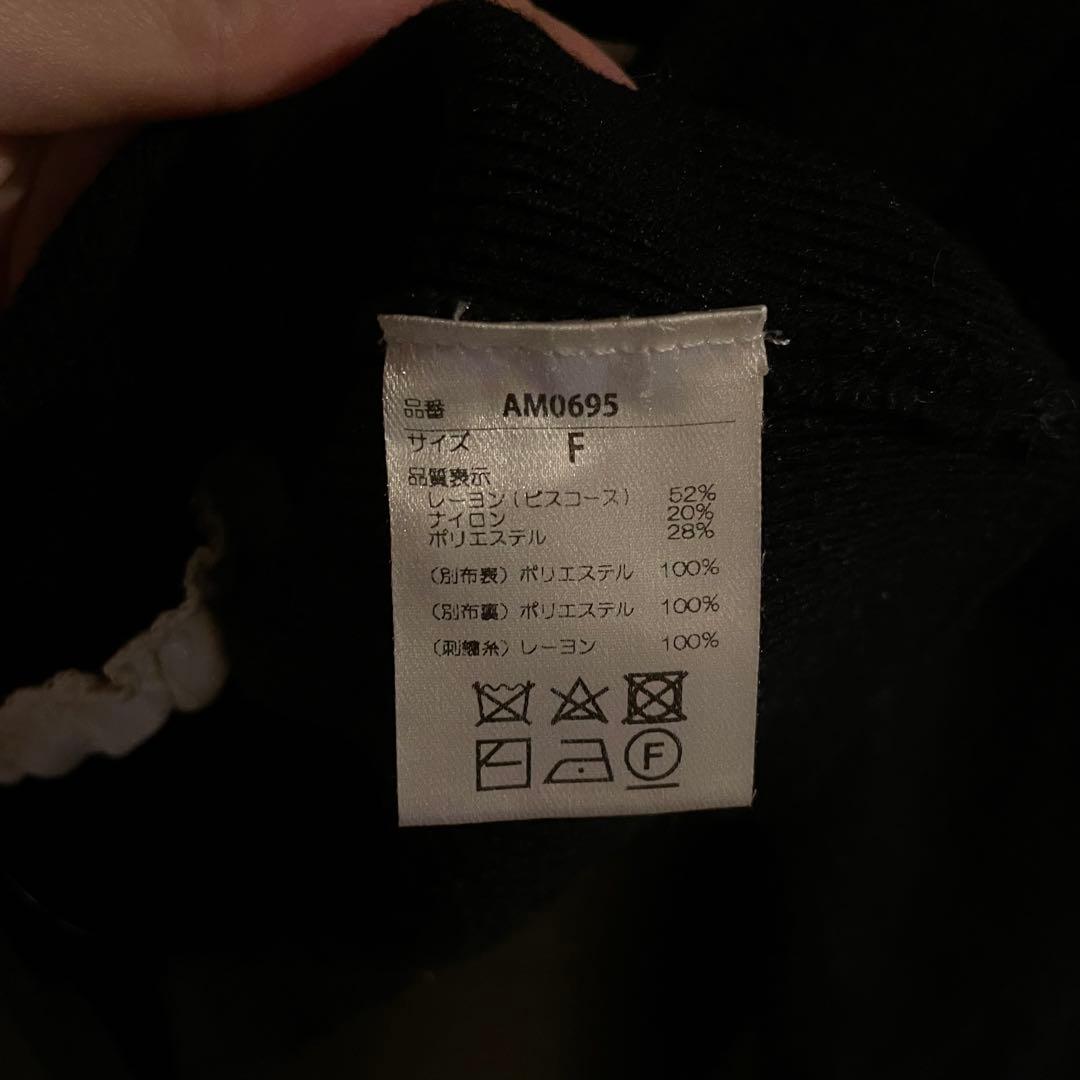 品番 AM0695
サイズ F
品質表示
レーヨン(ビスコース) 52%
ナイロン 20%
ポリエステル 28%
(別布表)ポリエステル 100%
(別布裏)ポリエステル 100%
(刺繍糸)レーヨン 100%
F